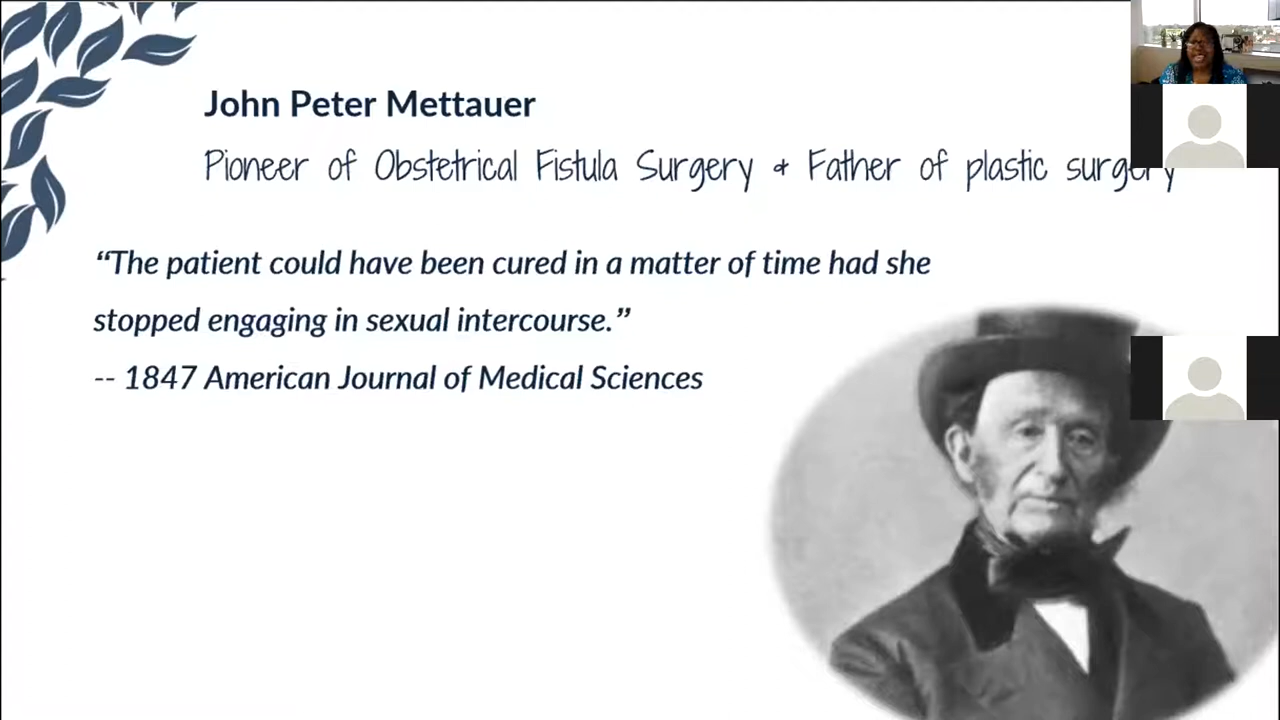 John Peter Mettauer
Pioneer of Obstetrical Fistula Surgery & Father of plastic surgery
“The patient could have been cured in a matter of time had she
stopped engaging in sexual intercourse.”
-- 1847 American Journal of Medical Sciences